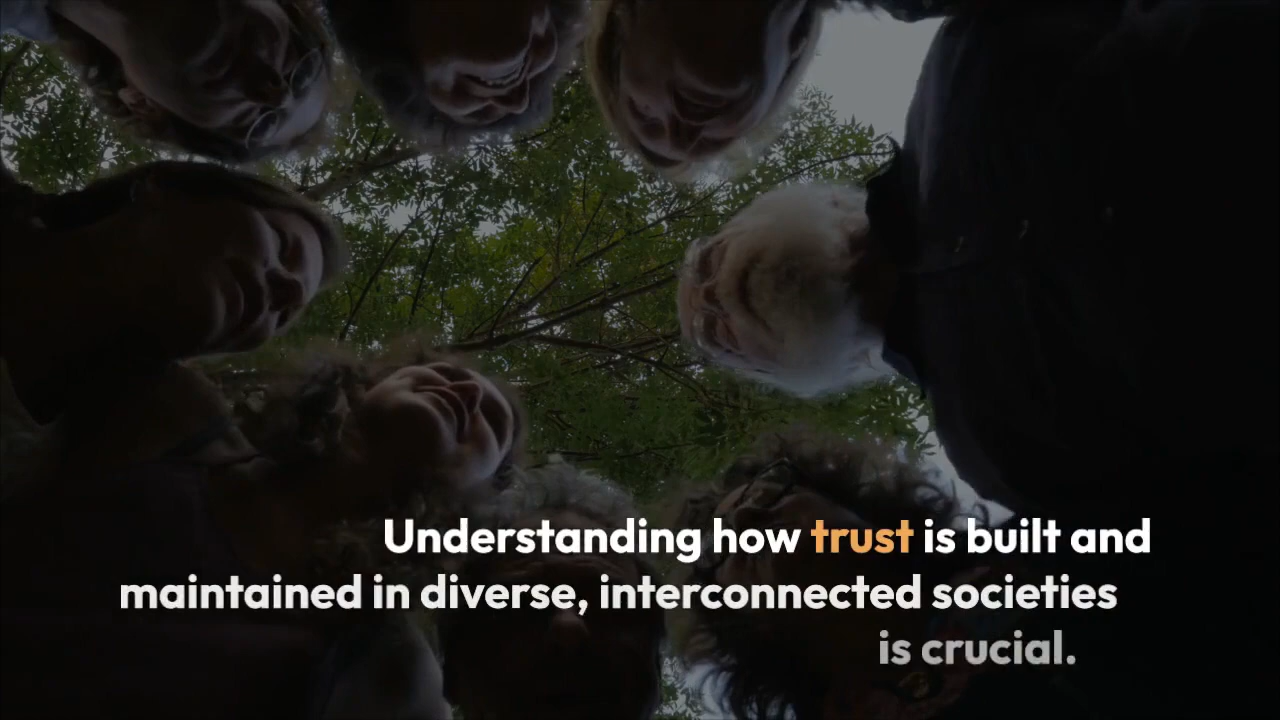 Understanding how trust is built and
maintained in diverse, interconnected societies
is crucial.